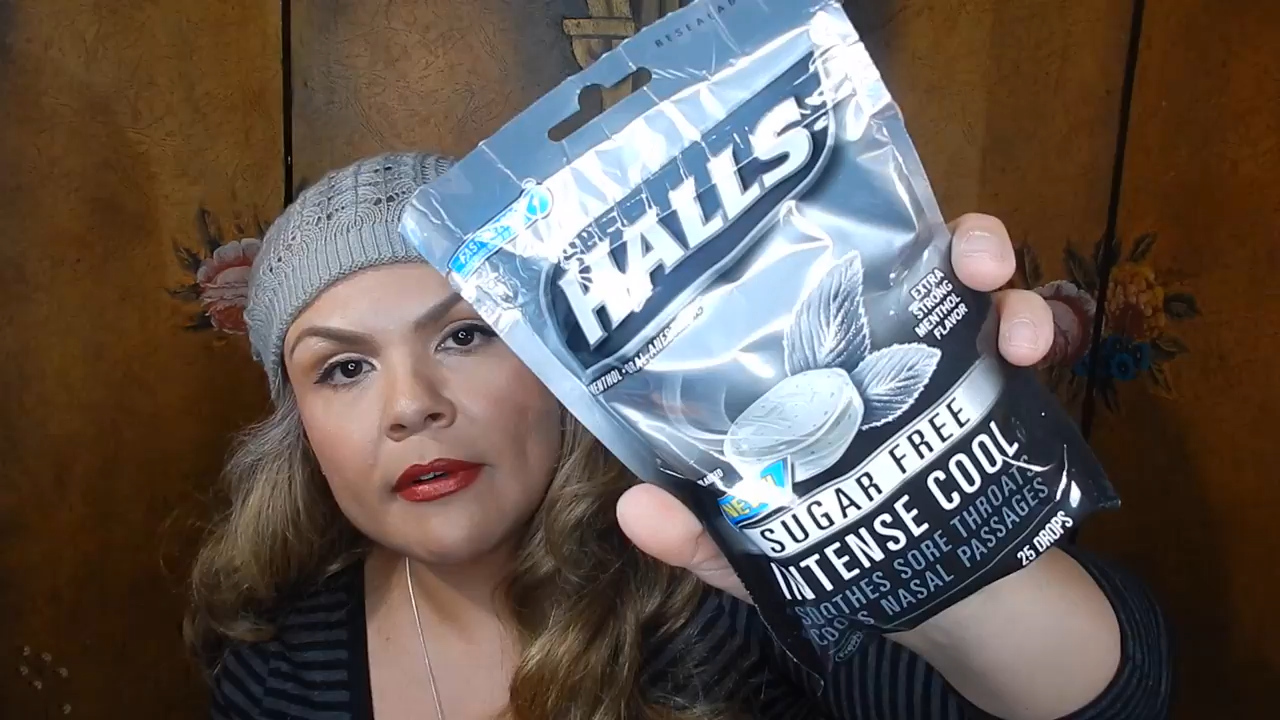 HALLS
EXTRA
STRONG
MENTHOL
FLAVOR
SUGAR FREE
INTENSE COOL
SOOTHES SORE THROATS
COOLS NASAL PASSAGES
25 DROPS